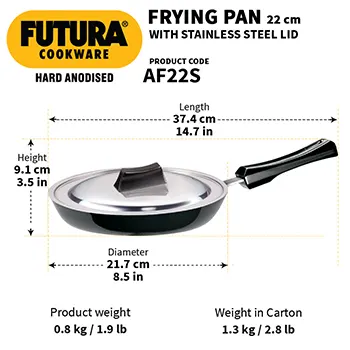 FUTURA®
COOKWARE
HARD ANODISED
FRYING PAN 22 cm
WITH STAINLESS STEEL LID
PRODUCT CODE
AF22S
Length
37.4 cm
14.7 in
Height
9.1 cm
3.5 in
Diameter
21.7 cm
8.5 in
Product weight
0.8 kg / 1.9 lb
Weight in Carton
1.3 kg / 2.8 lb